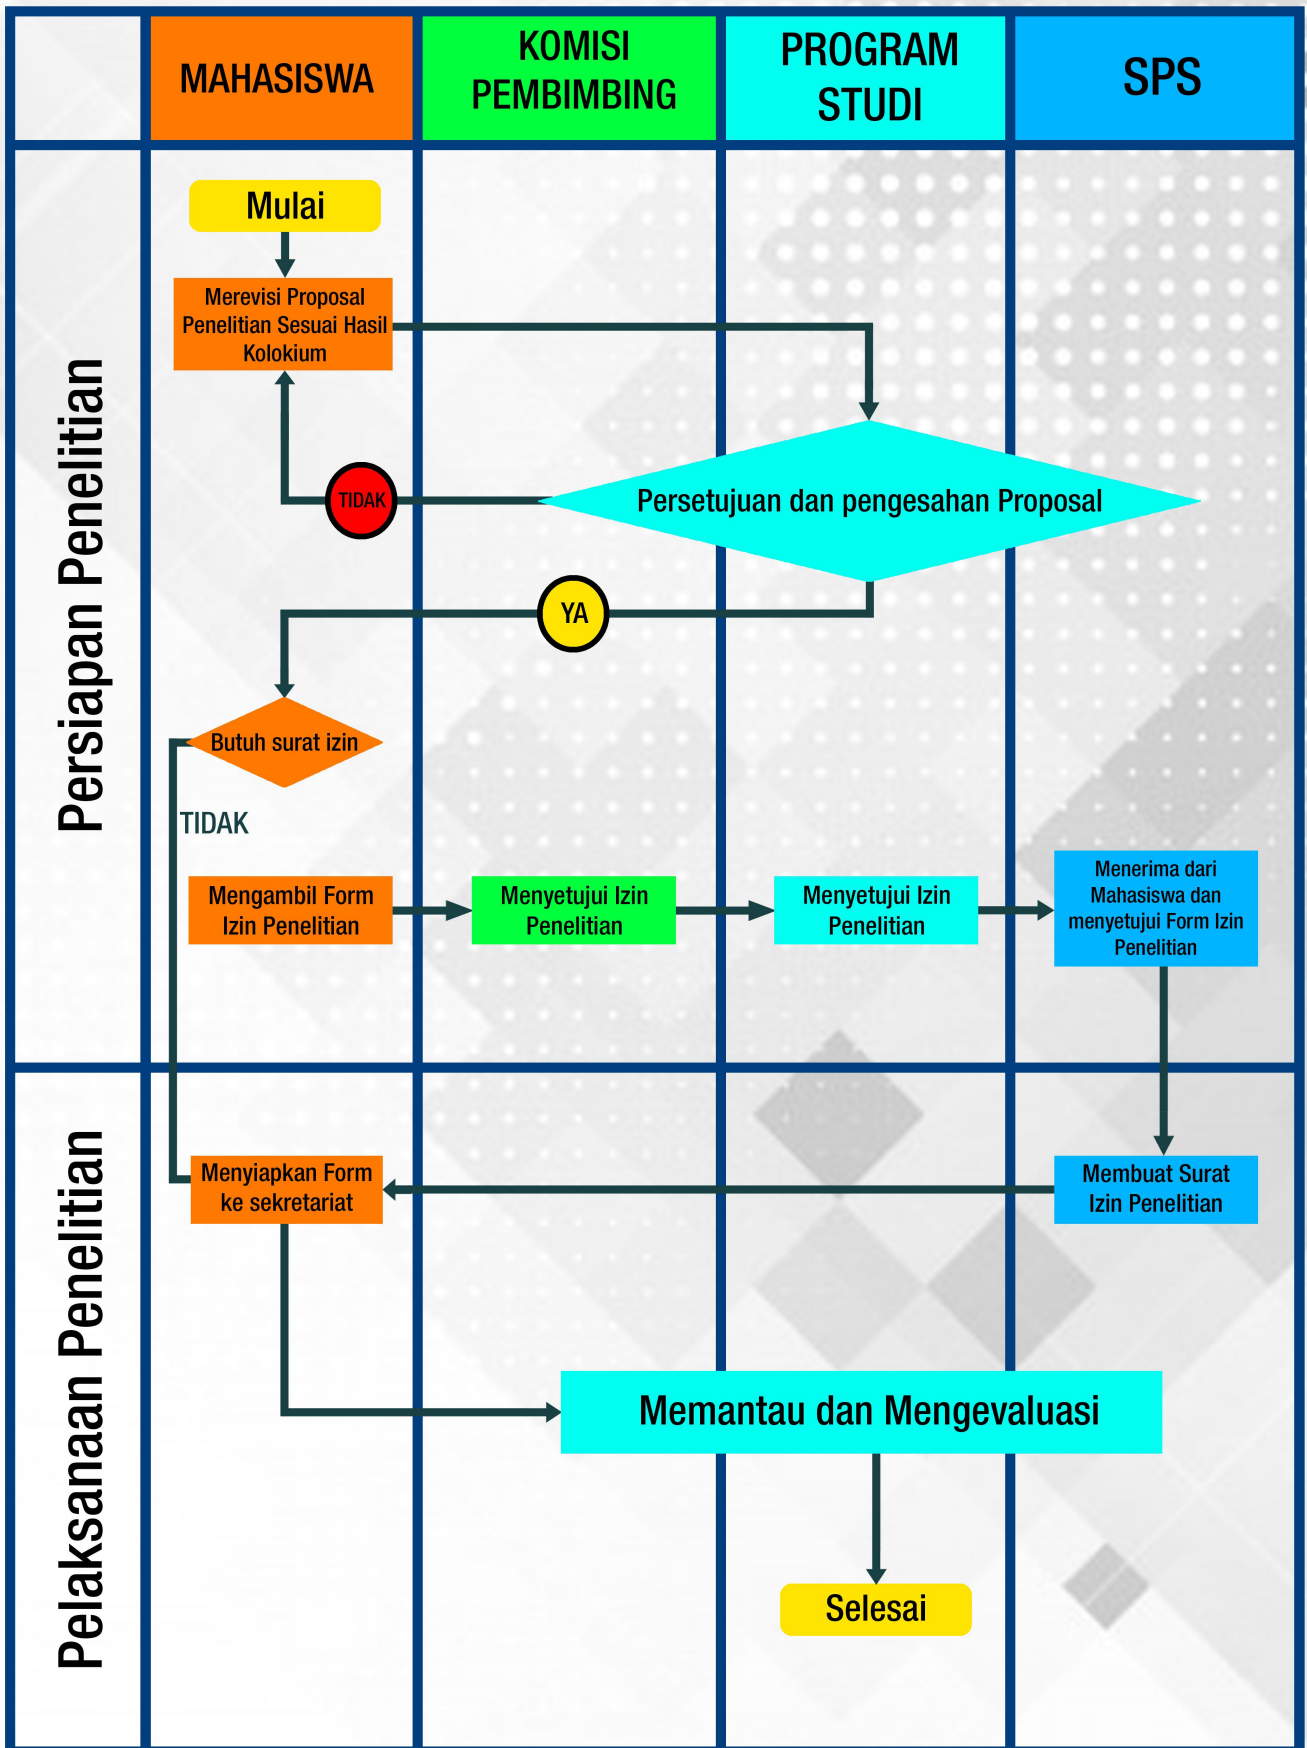 MAHASISWA
KOMISI
PEMBIMBING
PROGRAM
STUDI
SPS
Persiapan Penelitian
Mulai
Merevisi Proposal
Penelitian Sesuai Hasil
Kolokium
Persetujuan dan pengesahan Proposal
TIDAK
YA
Butuh surat izin
TIDAK
Mengambil Form
Izin Penelitian
Menyetujui Izin
Penelitian
Menyetujui Izin
Penelitian
Menerima dari
Mahasiswa dan
menyetujui Form Izin
Penelitian
Pelaksanaan Penelitian
Menyiapkan Form
ke sekretariat
Membuat Surat
Izin Penelitian
Memantau dan Mengevaluasi
Selesai